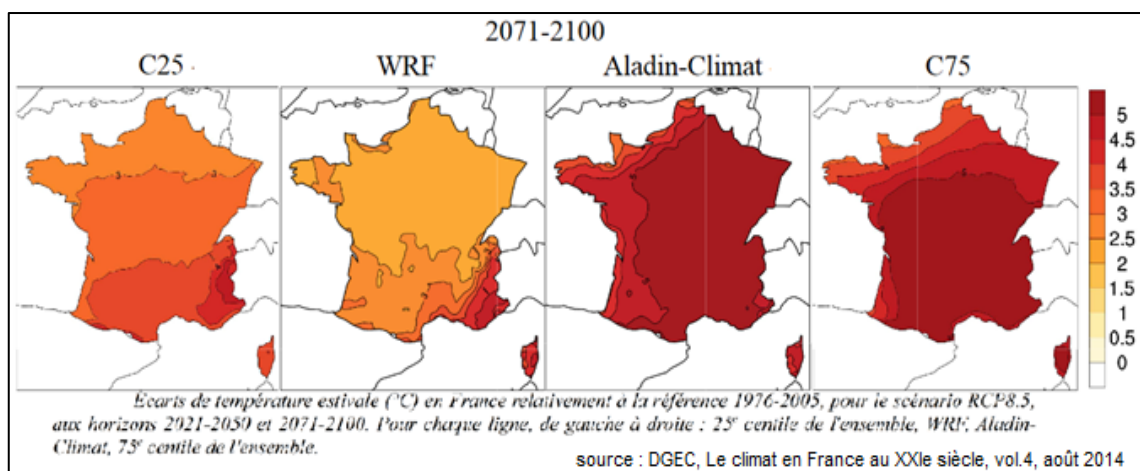 2071-2100
C25 WRF Aladin-Climat C75
5
4.5
4
3.5
3
2.5
2
1.5
1
0.5
0
Ecarts de température estivale (°C) en France relativement à la référence 1976-2005, pour le scénario RCP8.5,
aux horizons 2021-2050 et 2071-2100. Pour chaque ligne, de gauche à droite : 25e centile de l'ensemble, WRF, Aladin-
Climat, 75e centile de l'ensemble.
source : DGEC, Le climat en France au XXIe siècle, vol.4, août 2014